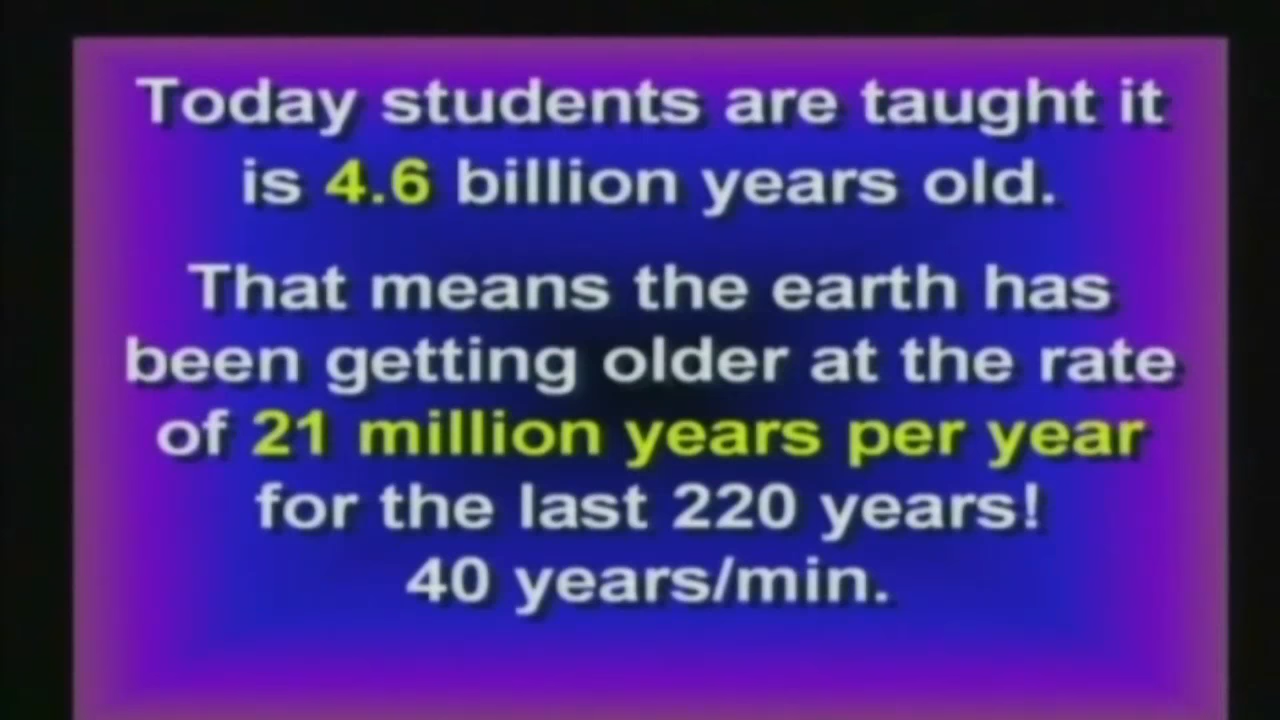 Today students are taught it
is 4.6 billion years old.
That means the earth has
been getting older at the rate
of 21 million years per year
for the last 220 years!
40 years/min.